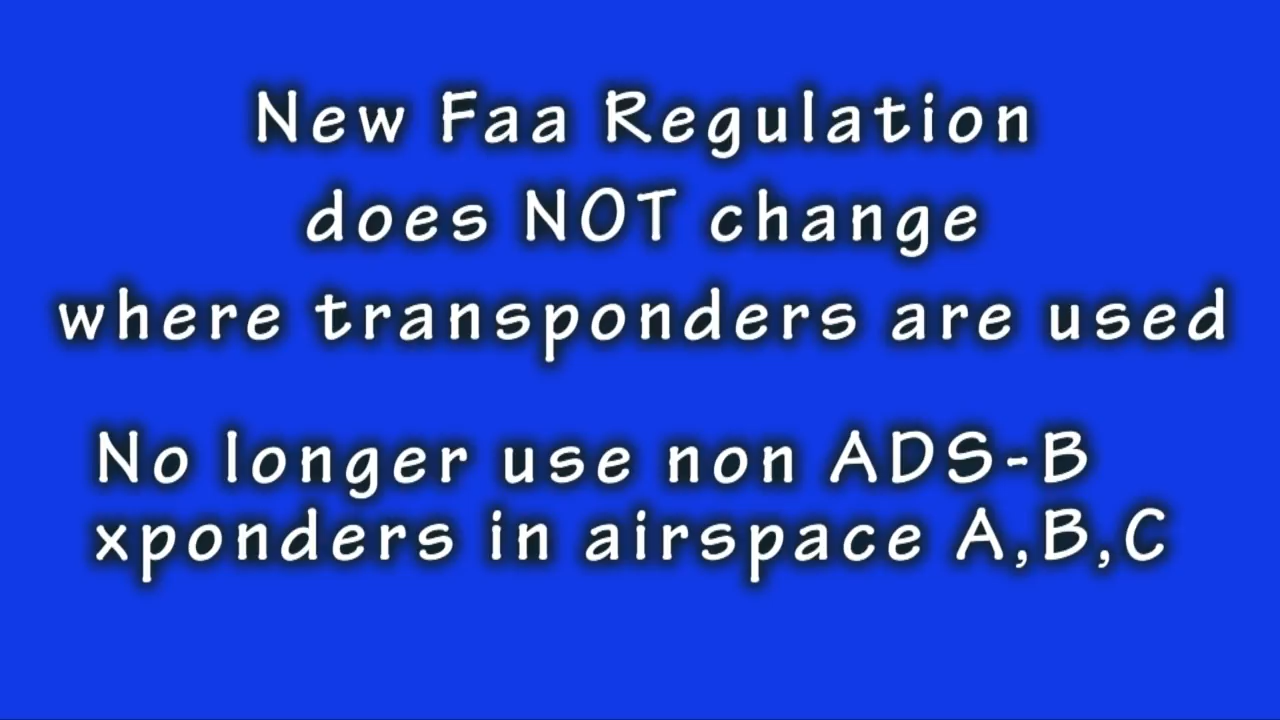 New Faa Regulation
does NOT change
where transponders are used
No longer use non ADS-B
xponders in airspace A,B,C